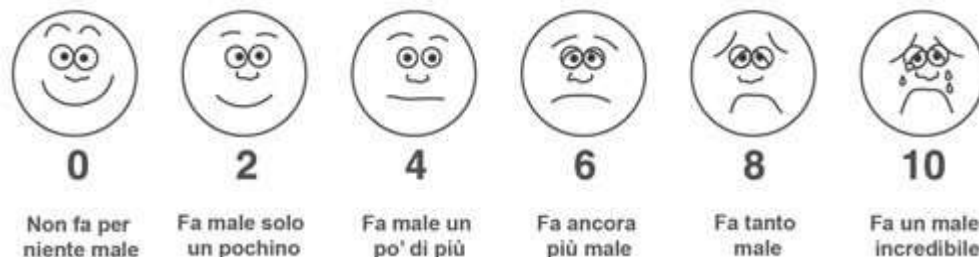 0 2 4 6 8 10
Non fa per niente male
Fa male solo un pochino
Fa male un po' di più
Fa ancora più male
Fa tanto male
Fa un male incredibile